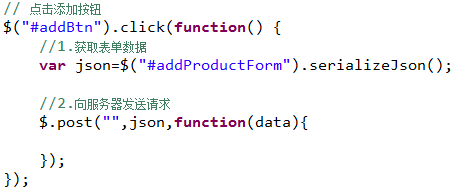 // 点击添加按钮
$("#addBtn").click(function() {
//1.获取表单数据
var json=$("#addProductForm").serializeJson();
//2.向服务器发送请求
$.post("",json,function(data){
});
});